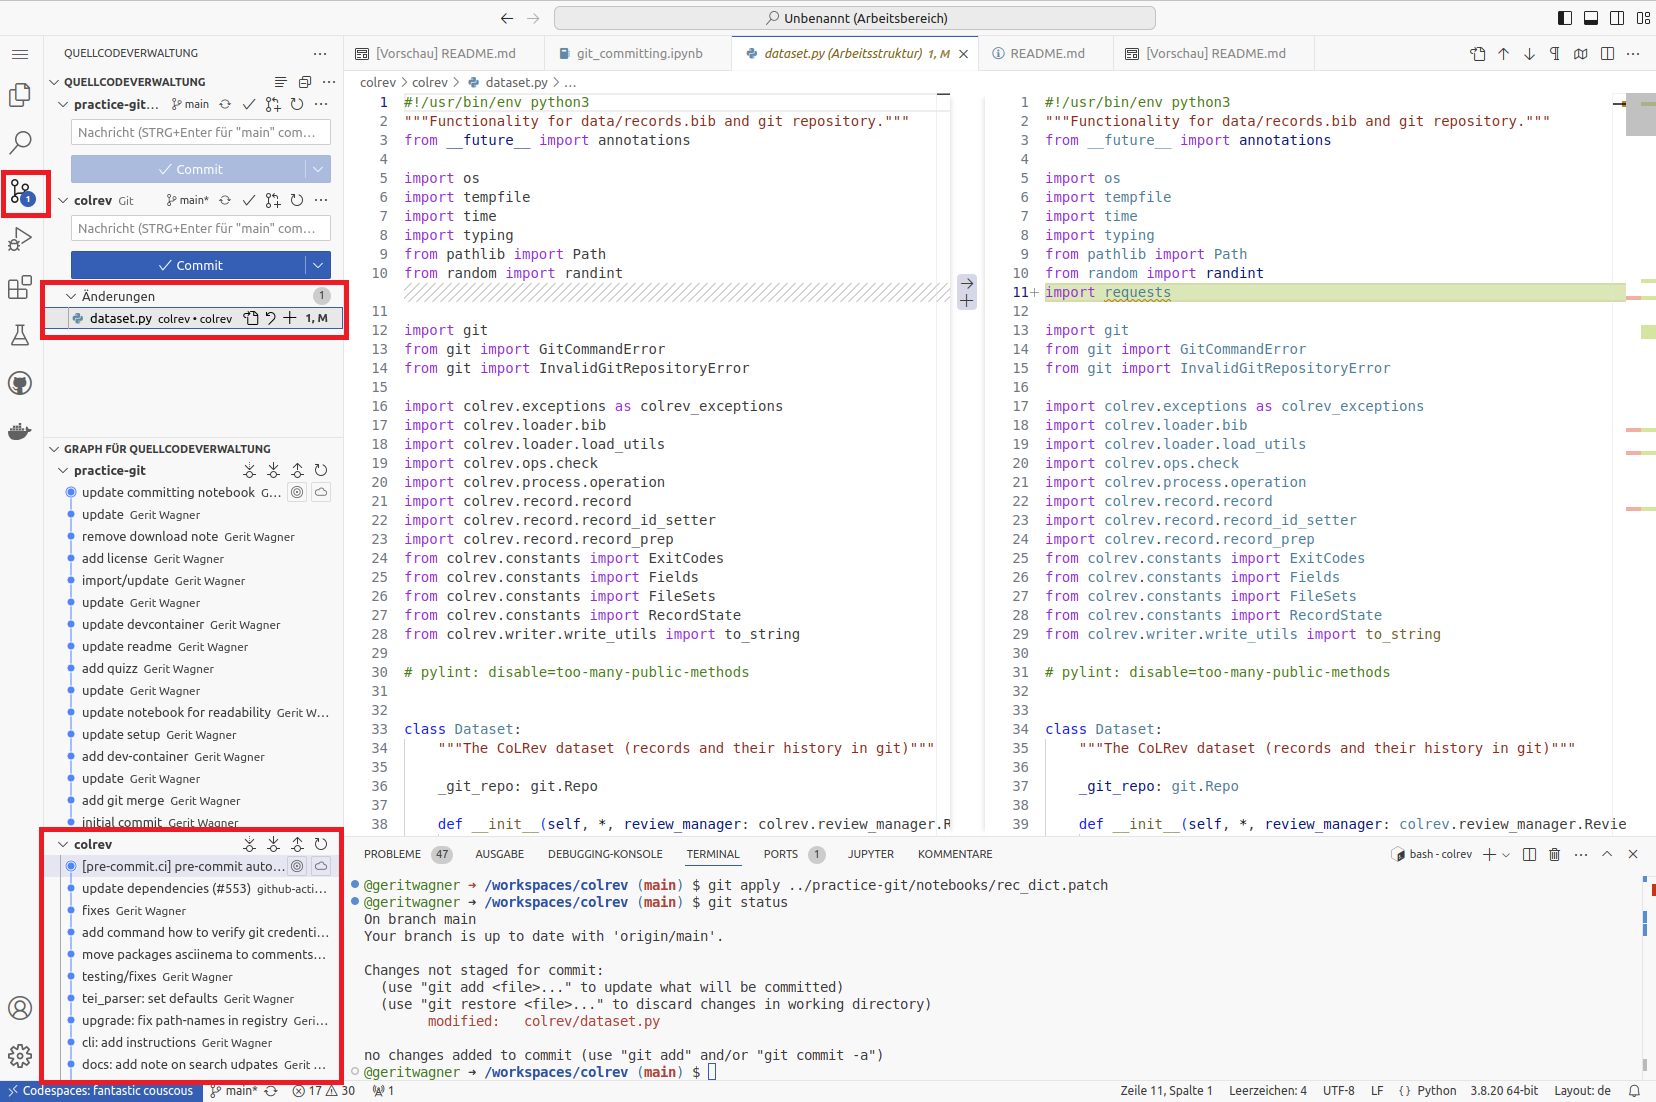 Unbenannt (Arbeitsbereich)
QUELLCODEVERWALTUNG
QUELLCODEVERWALTUNG
practice-git... main
Nachricht (STRG+Enter für "main" com...
Commit
1
colrev Git main*
Nachricht (STRG+Enter für "main" com...
Commit
Änderungen 1
dataset.py colrev • colrev 1, M
GRAPH FÜR QUELLCODEVERWALTUNG
practice-git
update committing notebook G...
update Gerit Wagner
remove download note Gerit Wagner
add license Gerit Wagner
import/update Gerit Wagner
update Gerit Wagner
update devcontainer Gerit Wagner
update readme Gerit Wagner
add quizz Gerit Wagner
update Gerit Wagner
update notebook for readability Gerit W...
update setup Gerit Wagner
add dev-container Gerit Wagner
update Gerit Wagner
add git merge Gerit Wagner
initial commit Gerit Wagner
colrev
[pre-commit.ci] pre-commit auto...
update dependencies (#553) github-acti...
fixes Gerit Wagner
add command how to verify git credenti...
move packages asciinema to comments...
testing/fixes Gerit Wagner
tei_parser: set defaults Gerit Wagner
upgrade: fix path-names in registry Geri...
cli: add instructions Gerit Wagner
docs: add note on search udpates Gerit ...
[Vorschau] README.md git_committing.ipynb dataset.py (Arbeitsstruktur) 1, M README.md [Vorschau] README.md
colrev > colrev > dataset.py > ...
1 #!/usr/bin/env python3
2 """Functionality for data/records.bib and git repository."""
3 from __future__ import annotations
4
5 import os
6 import tempfile
7 import time
8 import typing
9 from pathlib import Path
10 from random import randint
11
12 import git
13 from git import GitCommandError
14 from git import InvalidGitRepositoryError
15
16 import colrev.exceptions as colrev_exceptions
17 import colrev.loader.bib
18 import colrev.loader.load_utils
19 import colrev.ops.check
20 import colrev.process.operation
21 import colrev.record.record
22 import colrev.record.record_id_setter
23 import colrev.record.record_prep
24 from colrev.constants import ExitCodes
25 from colrev.constants import Fields
26 from colrev.constants import FileSets
27 from colrev.constants import RecordState
28 from colrev.writer.write_utils import to_string
29
30 # pylint: disable=too-many-public-methods
31
32
33 class Dataset:
34 """The CoLRev dataset (records and their history in git)"""
35
36 _git_repo: git.Repo
37
38 def __init__(self, *, review_manager: colrev.review_manager.R
1 #!/usr/bin/env python3
2 """Functionality for data/records.bib and git repository."""
3 from __future__ import annotations
4
5 import os
6 import tempfile
7 import time
8 import typing
9 from pathlib import Path
10 from random import randint
11+ import requests
12
13 import git
14 from git import GitCommandError
15 from git import InvalidGitRepositoryError
16
17 import colrev.exceptions as colrev_exceptions
18 import colrev.loader.bib
19 import colrev.loader.load_utils
20 import colrev.ops.check
21 import colrev.process.operation
22 import colrev.record.record
23 import colrev.record.record_id_setter
24 import colrev.record.record_prep
25 from colrev.constants import ExitCodes
26 from colrev.constants import Fields
27 from colrev.constants import FileSets
28 from colrev.constants import RecordState
29 from colrev.writer.write_utils import to_string
30
31 # pylint: disable=too-many-public-methods
32
33
34 class Dataset:
35 """The CoLRev dataset (records and their history in git)"""
36
37 _git_repo: git.Repo
38
39 def __init__(self, *, review_manager: colrev.review_manager.Revie
PROBLEME 47 AUSGABE DEBUGGING-KONSOLE TERMINAL PORTS 1 JUPYTER KOMMENTARE bash - colrev
@geritwagner → /workspaces/colrev (main) $ git apply ../practice-git/notebooks/rec_dict.patch
@geritwagner → /workspaces/colrev (main) $ git status
On branch main
Your branch is up to date with 'origin/main'.
Changes not staged for commit:
(use "git add <file>..." to update what will be committed)
(use "git restore <file>..." to discard changes in working directory)
modified: colrev/dataset.py
no changes added to commit (use "git add" and/or "git commit -a")
@geritwagner → /workspaces/colrev (main) $
Codespaces: fantastic couscous main* 17 30 1 Zeile 11, Spalte 1 Leerzeichen: 4 UTF-8 LF { } Python 3.8.20 64-bit Layout: de